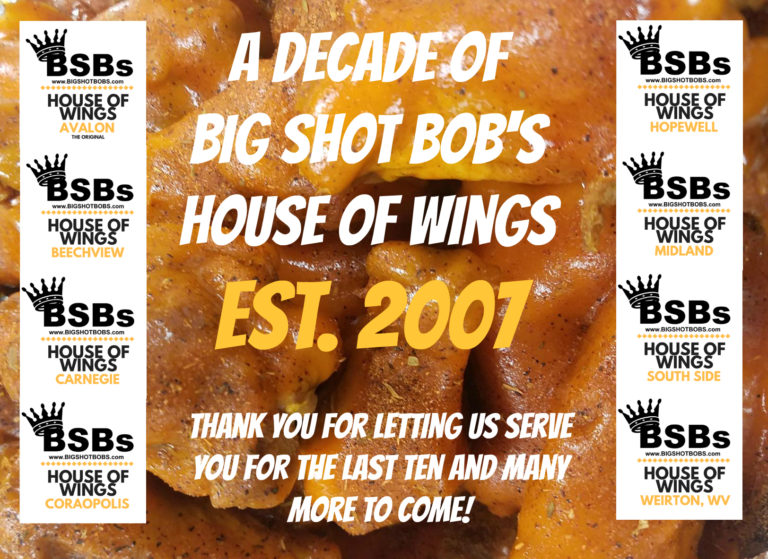 BSBs
www.BIGSHOTBOBS.com
HOUSE OF
WINGS
AVALON
THE ORIGINAL
BSBs
www.BIGSHOTBOBS.com
HOUSE OF
WINGS
BEECHVIEW
BSBs
www.BIGSHOTBOBS.com
HOUSE OF
WINGS
CARNEGIE
BSBs
www.BIGSHOTBOBS.com
HOUSE OF
WINGS
CORAOPOLIS
A DECADE OF
BIG SHOT BOB'S
HOUSE OF WINGS
EST. 2007
THANK YOU FOR LETTING US SERVE
YOU FOR THE LAST TEN AND MANY
MORE TO COME!
BSBs
www.BIGSHOTBOBS.com
HOUSE OF
WINGS
HOPEWELL
BSBs
www.BIGSHOTBOBS.com
HOUSE OF
WINGS
MIDLAND
BSBs
www.BIGSHOTBOBS.com
HOUSE OF
WINGS
SOUTH SIDE
BSBs
www.BIGSHOTBOBS.com
HOUSE OF
WINGS
WEIRTON, WV